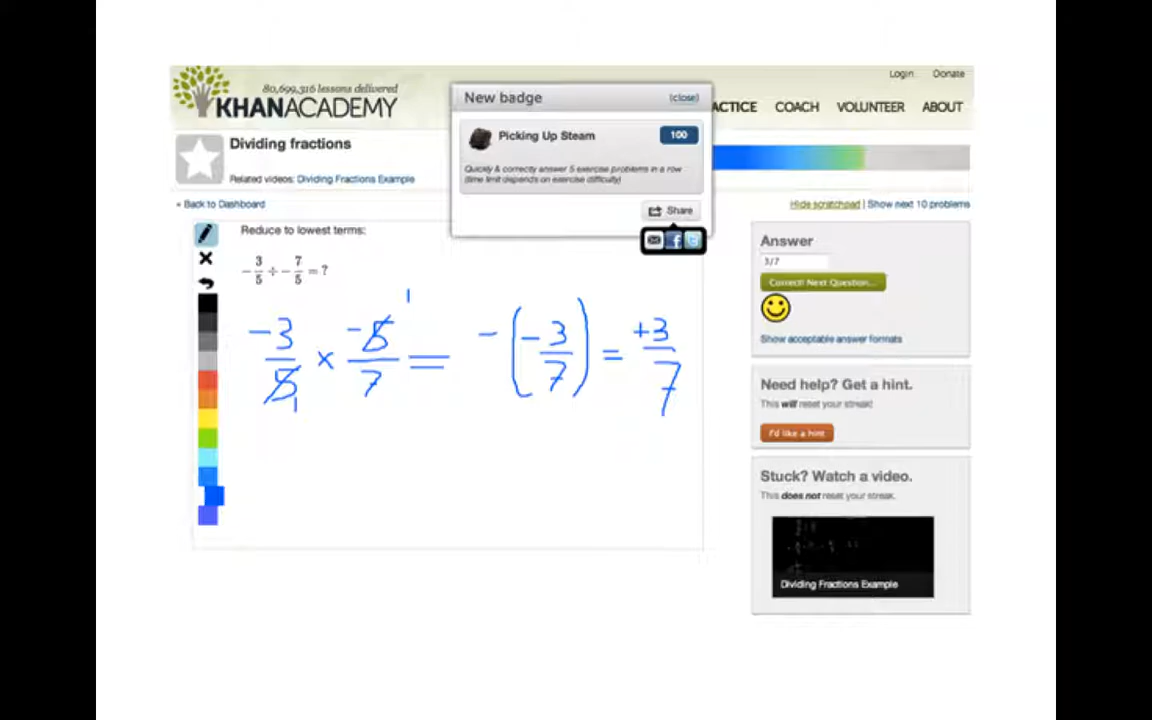 80,699,316 lessons delivered
KHANACADEMY
Login Donate
ACTICE COACH VOLUNTEER ABOUT
New badge (close)
Picking Up Steam 100
Quickly & correctly answer 5 exercise problems in a row
(time limit depends on exercise difficulty)
Share
Dividing fractions
Related videos: Dividing Fractions Example
« Back to Dashboard
Hide scratchpad | Show next 10 problems
Reduce to lowest terms:
-3/5 ÷ -7/5 = ?
-3/5 × -5/7 = -(-3/7) = +3/7
1
1
Answer
3/7
Correct! Next Question...
Show acceptable answer formats
Need help? Get a hint.
This will reset your streak!
I'd like a hint
Stuck? Watch a video.
This does not reset your streak.
Dividing Fractions Example